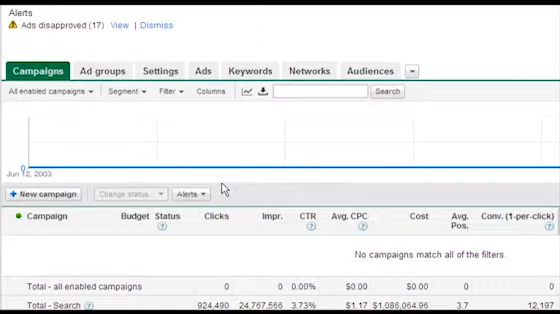 Alerts
Ads disapproved (17) View | Dismiss
Campaigns Ad groups Settings Ads Keywords Networks Audiences
All enabled campaigns Segment Filter Columns Search
0
Jun 12, 2003
+ New campaign Change status... Alerts
Campaign Budget Status Clicks Impr. CTR Avg. CPC Cost Avg. Pos. Conv. (1-per-click)
? ? ? ?
No campaigns match all of the filters.
Total - all enabled campaigns 0 0 0.00% $0.00 $0.00 0 0
Total - Search ? 924,490 24,767,566 3.73% $1.17 $1,086,064.96 3.7 12,197